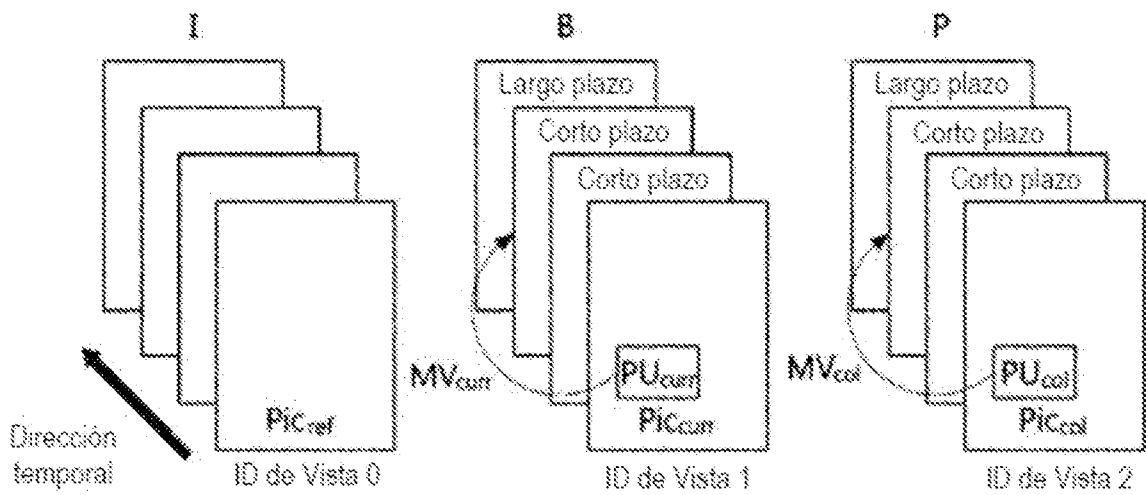 I
B
P
Largo plazo
Largo plazo
Corto plazo
Corto plazo
Corto plazo
Corto plazo
MVcurr
PUcurr
MVcol
PUcol
Picref
Piccurr
Piccol
Dirección
temporal
ID de Vista 0
ID de Vista 1
ID de Vista 2